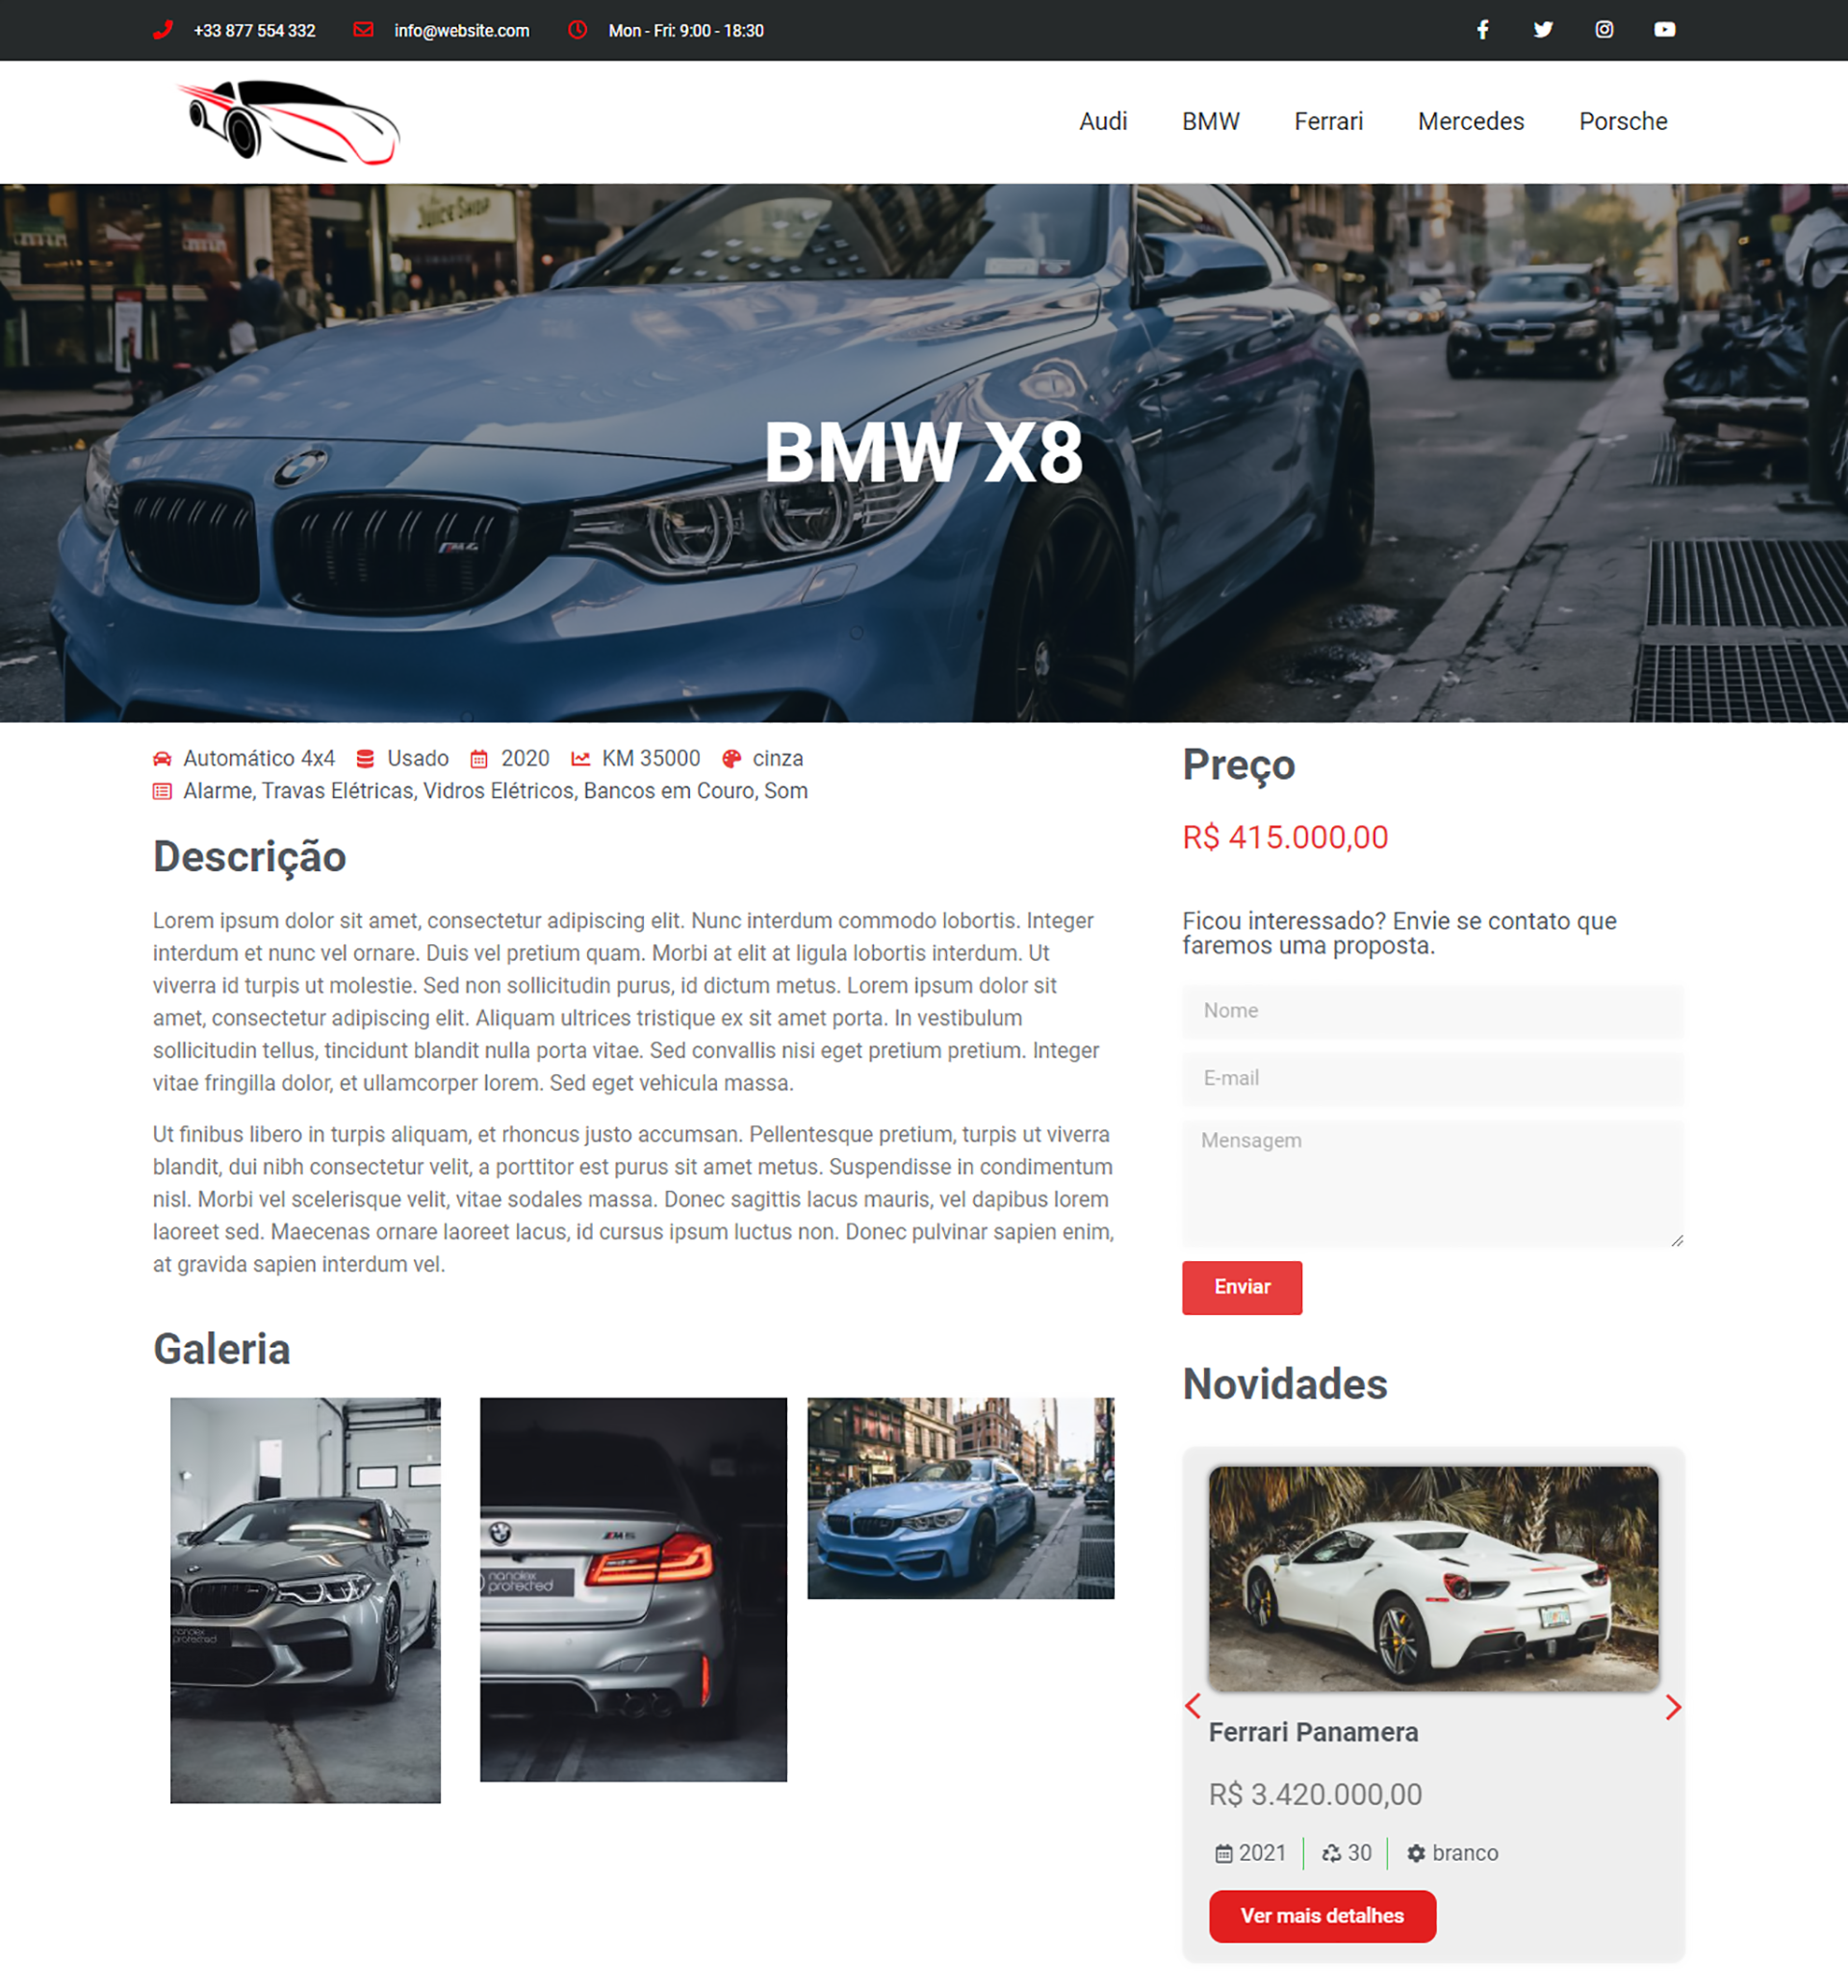 +33 877 554 332 info@website.com Mon - Fri: 9:00 - 18:30
Audi BMW Ferrari Mercedes Porsche
JUICE SHOP
BMW X8
M4
Automático 4x4 Usado 2020 KM 35000 cinza
Alarme, Travas Elétricas, Vidros Elétricos, Bancos em Couro, Som
Descrição
Lorem ipsum dolor sit amet, consectetur adipiscing elit. Nunc interdum commodo lobortis. Integer
interdum et nunc vel ornare. Duis vel pretium quam. Morbi at elit at ligula lobortis interdum. Ut
viverra id turpis ut molestie. Sed non sollicitudin purus, id dictum metus. Lorem ipsum dolor sit
amet, consectetur adipiscing elit. Aliquam ultrices tristique ex sit amet porta. In vestibulum
sollicitudin tellus, tincidunt blandit nulla porta vitae. Sed convallis nisi eget pretium pretium. Integer
vitae fringilla dolor, et ullamcorper lorem. Sed eget vehicula massa.
Ut finibus libero in turpis aliquam, et rhoncus justo accumsan. Pellentesque pretium, turpis ut viverra
blandit, dui nibh consectetur velit, a porttitor est purus sit amet metus. Suspendisse in condimentum
nisl. Morbi vel scelerisque velit, vitae sodales massa. Donec sagittis lacus mauris, vel dapibus lorem
laoreet sed. Maecenas ornare laoreet lacus, id cursus ipsum luctus non. Donec pulvinar sapien enim,
at gravida sapien interdum vel.
Galeria
nanolex
protected
M5
nanolex
protected
Preço
R$ 415.000,00
Ficou interessado? Envie se contato que
faremos uma proposta.
Nome
E-mail
Mensagem
Enviar
Novidades
Ferrari Panamera
R$ 3.420.000,00
2021 30 branco
Ver mais detalhes